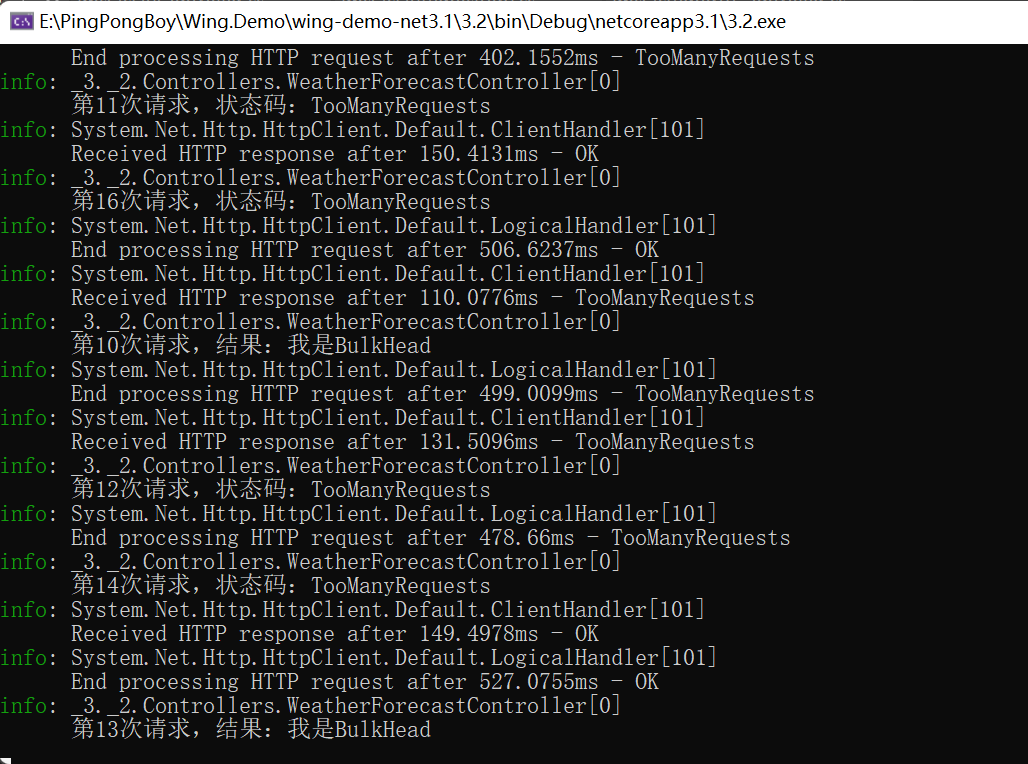 E:\PingPongBoy\Wing.Demo\wing-demo-net3.1\3.2\bin\Debug\netcoreapp3.1\3.2.exe
End processing HTTP request after 402.1552ms - TooManyRequests
info: _3._2.Controllers.WeatherForecastController[0]
第11次请求，状态码：TooManyRequests
info: System.Net.Http.HttpClient.Default.ClientHandler[101]
Received HTTP response after 150.4131ms - OK
info: _3._2.Controllers.WeatherForecastController[0]
第16次请求，状态码：TooManyRequests
info: System.Net.Http.HttpClient.Default.LogicalHandler[101]
End processing HTTP request after 506.6237ms - OK
info: System.Net.Http.HttpClient.Default.ClientHandler[101]
Received HTTP response after 110.0776ms - TooManyRequests
info: _3._2.Controllers.WeatherForecastController[0]
第10次请求，结果：我是BulkHead
info: System.Net.Http.HttpClient.Default.LogicalHandler[101]
End processing HTTP request after 499.0099ms - TooManyRequests
info: System.Net.Http.HttpClient.Default.ClientHandler[101]
Received HTTP response after 131.5096ms - TooManyRequests
info: _3._2.Controllers.WeatherForecastController[0]
第12次请求，状态码：TooManyRequests
info: System.Net.Http.HttpClient.Default.LogicalHandler[101]
End processing HTTP request after 478.66ms - TooManyRequests
info: _3._2.Controllers.WeatherForecastController[0]
第14次请求，状态码：TooManyRequests
info: System.Net.Http.HttpClient.Default.ClientHandler[101]
Received HTTP response after 149.4978ms - OK
info: System.Net.Http.HttpClient.Default.LogicalHandler[101]
End processing HTTP request after 527.0755ms - OK
info: _3._2.Controllers.WeatherForecastController[0]
第13次请求，结果：我是BulkHead